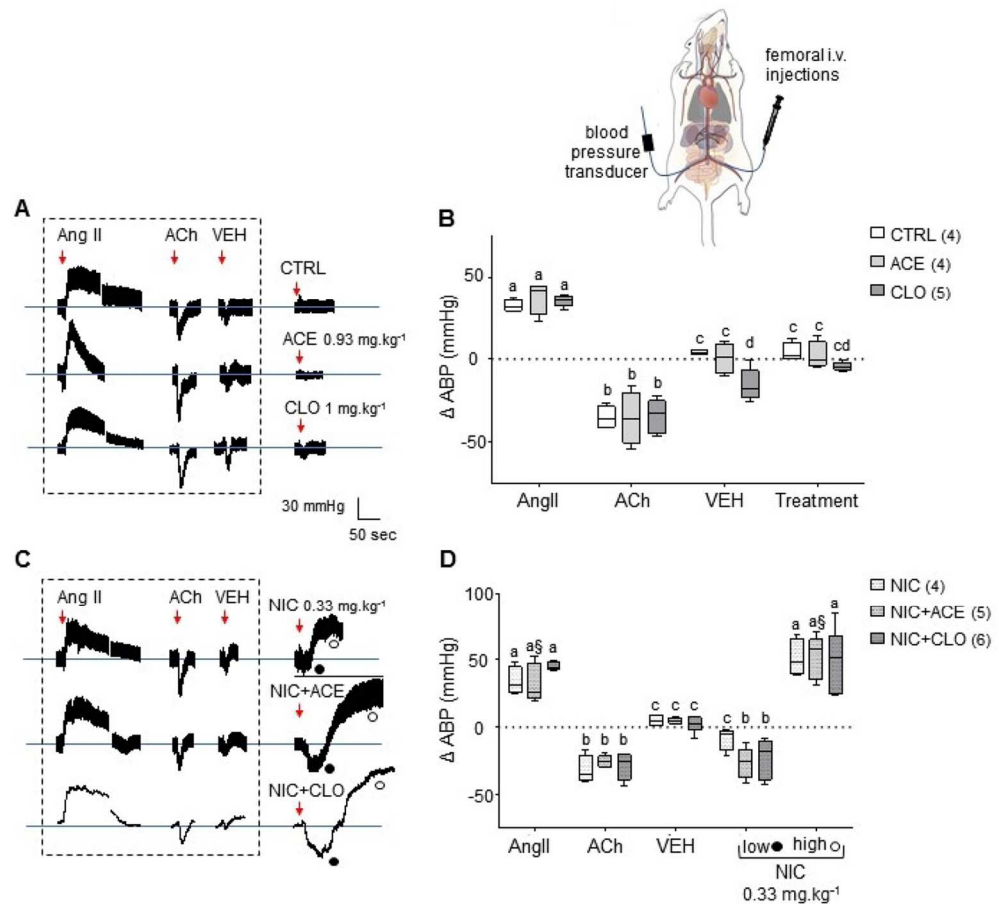 femoral i.v.
injections
blood
pressure
transducer
A
Ang II ACh VEH
CTRL
ACE 0.93 mg.kg-1
CLO 1 mg.kg-1
30 mmHg
50 sec
B
CTRL (4)
ACE (4)
CLO (5)
Δ ABP (mmHg)
50
0
-50
a a a
b b b
c c d
c c cd
AngII ACh VEH Treatment
C
Ang II ACh VEH
NIC 0.33 mg.kg-1
NIC+ACE
NIC+CLO
D
NIC (4)
NIC+ACE (5)
NIC+CLO (6)
Δ ABP (mmHg)
100
50
0
-50
a a§ a
b b b
c c c
c b b
a a§ a
AngII ACh VEH low● high○
NIC
0.33 mg.kg-1